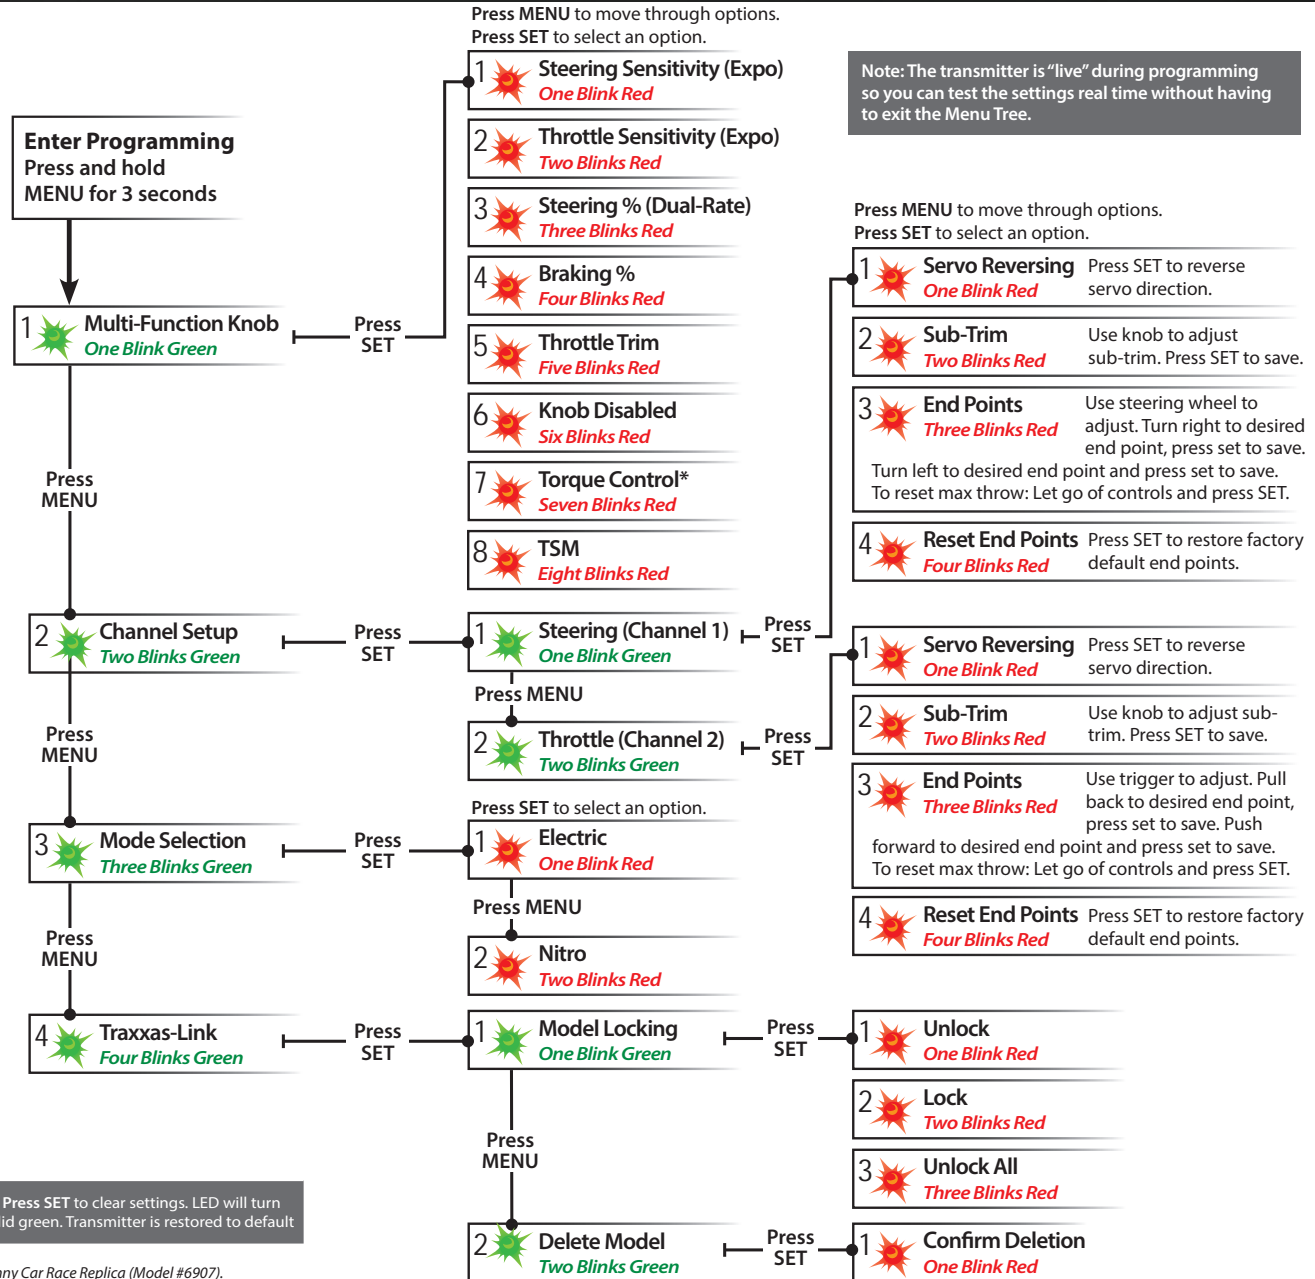 Press MENU to move through options.
Press SET to select an option.
Note: The transmitter is “live” during programming
so you can test the settings real time without having
to exit the Menu Tree.
Enter Programming
Press and hold
MENU for 3 seconds
1 Multi-Function Knob
One Blink Green
Press
SET
1 Steering Sensitivity (Expo)
One Blink Red
2 Throttle Sensitivity (Expo)
Two Blinks Red
3 Steering % (Dual-Rate)
Three Blinks Red
4 Braking %
Four Blinks Red
5 Throttle Trim
Five Blinks Red
6 Knob Disabled
Six Blinks Red
7 Torque Control*
Seven Blinks Red
8 TSM
Eight Blinks Red
Press
MENU
2 Channel Setup
Two Blinks Green
Press
SET
1 Steering (Channel 1)
One Blink Green
Press
SET
Press MENU to move through options.
Press SET to select an option.
1 Servo Reversing Press SET to reverse
One Blink Red servo direction.
2 Sub-Trim Use knob to adjust
Two Blinks Red sub-trim. Press SET to save.
3 End Points Use steering wheel to
Three Blinks Red adjust. Turn right to desired
end point, press set to save.
Turn left to desired end point and press set to save.
To reset max throw: Let go of controls and press SET.
4 Reset End Points Press SET to restore factory
Four Blinks Red default end points.
Press MENU
2 Throttle (Channel 2)
Two Blinks Green
Press
SET
1 Servo Reversing Press SET to reverse
One Blink Red servo direction.
2 Sub-Trim Use knob to adjust sub-
Two Blinks Red trim. Press SET to save.
3 End Points Use trigger to adjust. Pull
Three Blinks Red back to desired end point,
press set to save. Push
forward to desired end point and press set to save.
To reset max throw: Let go of controls and press SET.
4 Reset End Points Press SET to restore factory
Four Blinks Red default end points.
Press
MENU
3 Mode Selection
Three Blinks Green
Press
SET
Press SET to select an option.
1 Electric
One Blink Red
Press MENU
2 Nitro
Two Blinks Red
Press
MENU
4 Traxxas-Link
Four Blinks Green
Press
SET
1 Model Locking
One Blink Green
Press
SET
1 Unlock
One Blink Red
2 Lock
Two Blinks Red
3 Unlock All
Three Blinks Red
Press
MENU
2 Delete Model
Two Blinks Green
Press
SET
1 Confirm Deletion
One Blink Red
Press SET to clear settings. LED will turn
lid green. Transmitter is restored to default
nny Car Race Replica (Model #6907).